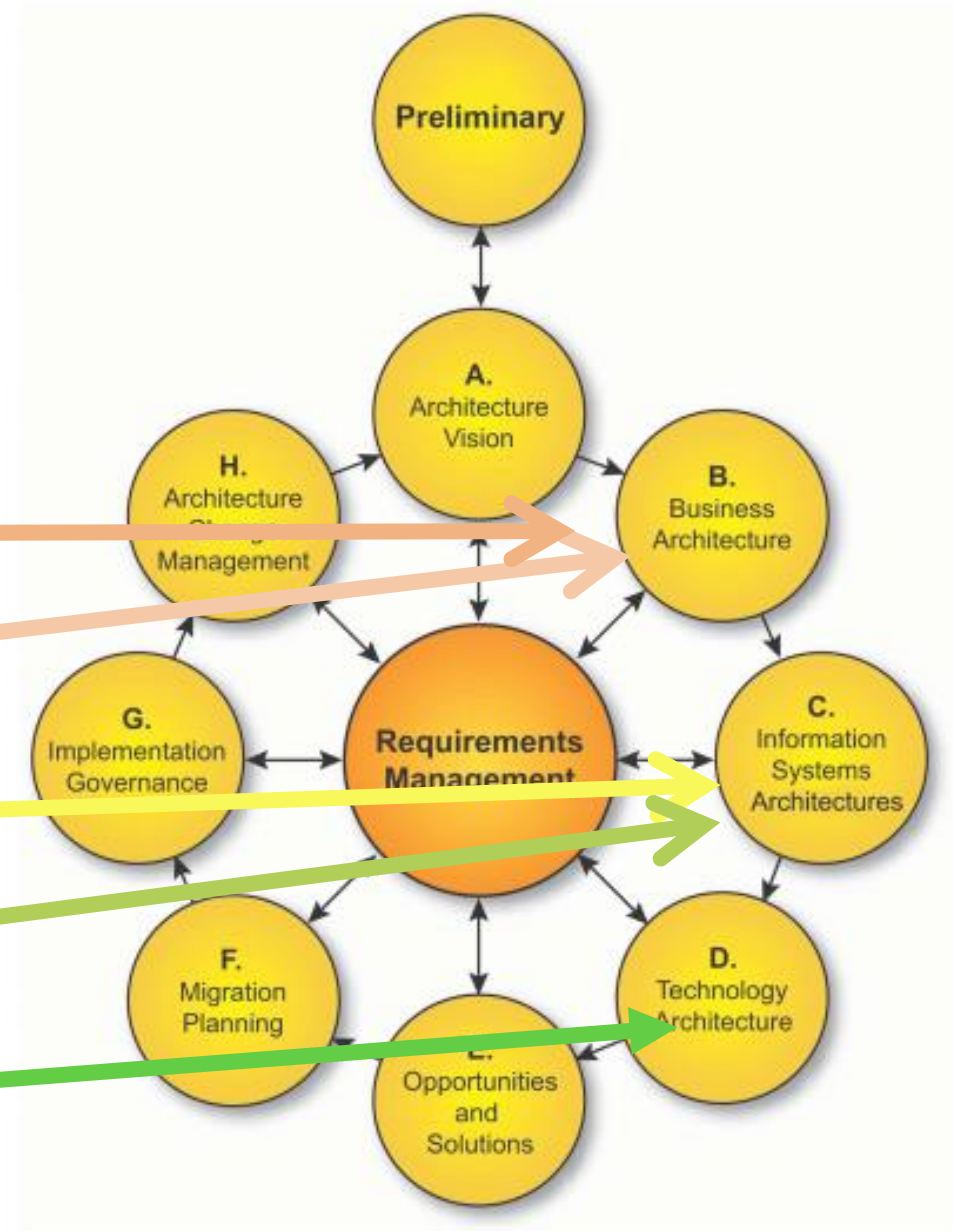 Preliminary
A.
Architecture
Vision
B.
Business
Architecture
C.
Information
Systems
Architectures
D.
Technology
Architecture
Opportunities
and
Solutions
F.
Migration
Planning
G.
Implementation
Governance
H.
Architecture
Management
Requirements
Management